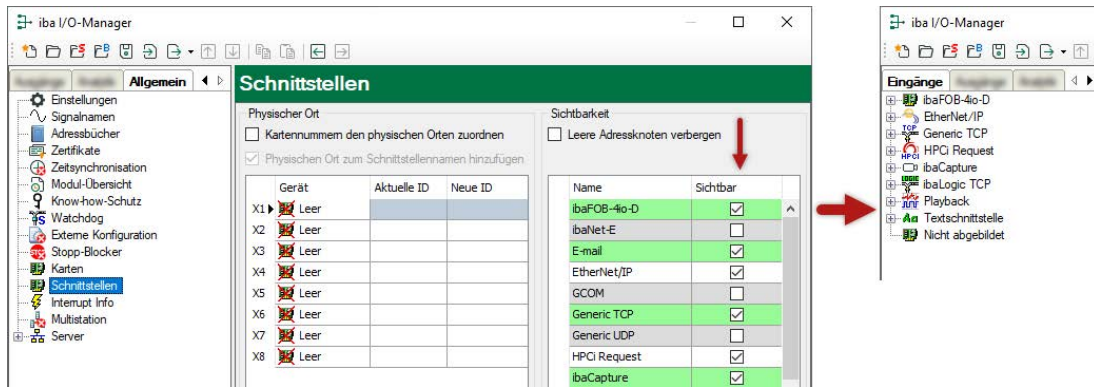 iba I/O-Manager
Allgemein
Einstellungen
Signalnamen
Adressbücher
Zertifikate
Zeitsynchronisation
Modul-Übersicht
Know-how-Schutz
Watchdog
Externe Konfiguration
Stopp-Blocker
Karten
Schnittstellen
Interrupt Info
Multistation
Server
Schnittstellen
Physischer Ort
Kartennummern den physischen Orten zuordnen
Physischen Ort zum Schnittstellennamen hinzufügen
Gerät Aktuelle ID Neue ID
X1 Leer
X2 Leer
X3 Leer
X4 Leer
X5 Leer
X6 Leer
X7 Leer
X8 Leer
Sichtbarkeit
Leere Adressknoten verbergen
Name Sichtbar
ibaFOB-4io-D
ibaNet-E
E-mail
EtherNet/IP
GCOM
Generic TCP
Generic UDP
HPCi Request
ibaCapture
iba I/O-Manager
Eingänge
ibaFOB-4io-D
EtherNet/IP
Generic TCP
HPCi Request
ibaCapture
ibaLogic TCP
Playback
Textschnittstelle
Nicht abgebildet